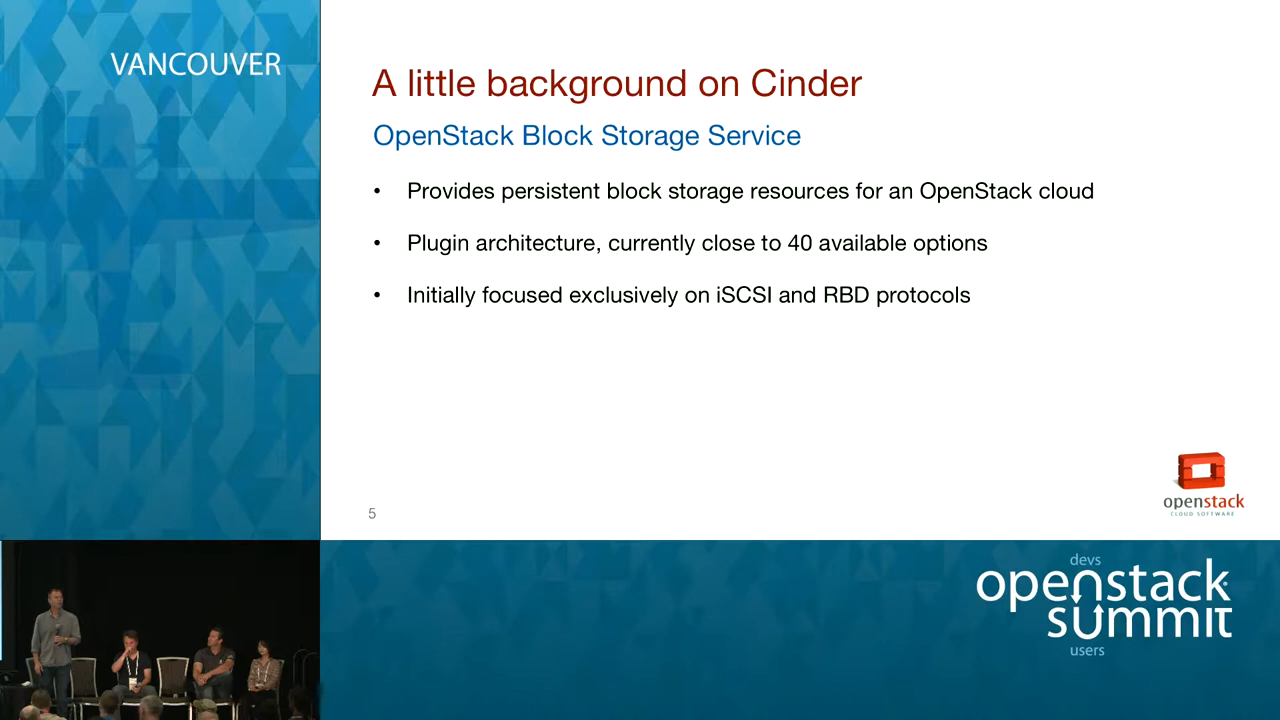 VANCOUVER
A little background on Cinder
OpenStack Block Storage Service
• Provides persistent block storage resources for an OpenStack cloud
• Plugin architecture, currently close to 40 available options
• Initially focused exclusively on iSCSI and RBD protocols
5
openstack
CLOUD SOFTWARE
devs
openstack
summit
users